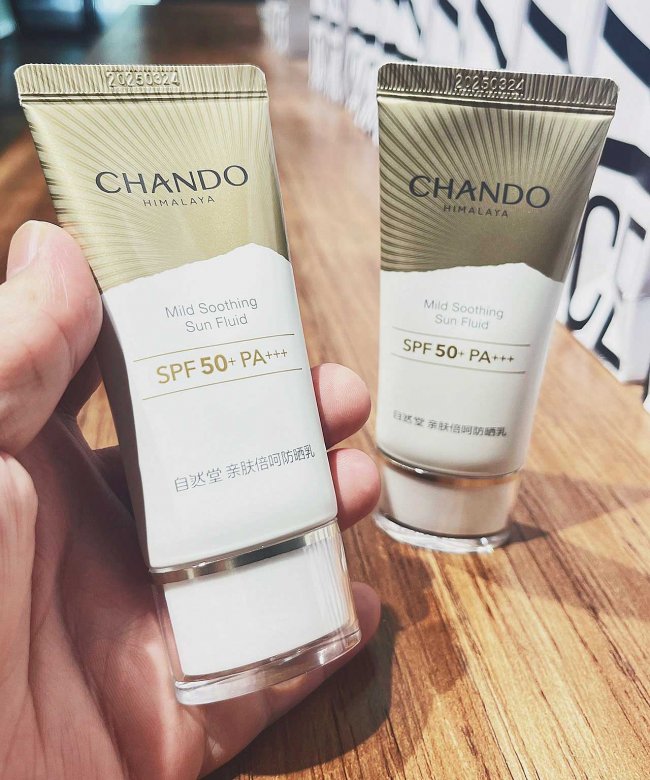 20250324
CHANDO
HIMALAYA
Mild Soothing
Sun Fluid
SPF 50+ PA+++
自然堂 亲肤倍呵防晒乳
20250324
CHANDO
HIMALAYA
Mild Soothing
Sun Fluid
SPF 50+ PA+++
自然堂 亲肤倍呵防晒乳